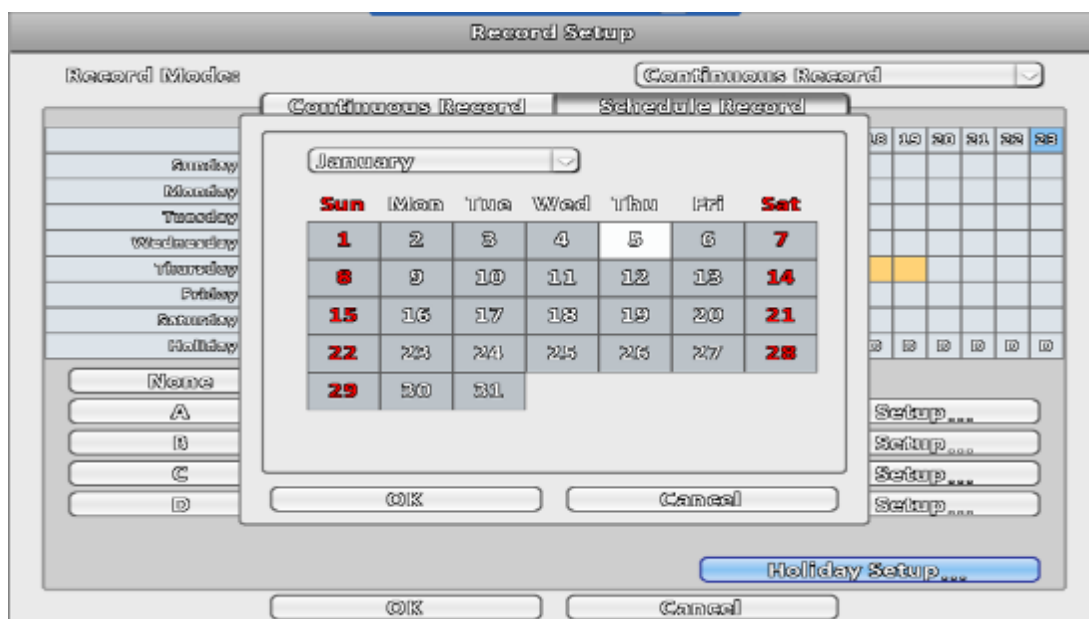 Record Setup
Record Mode: Continuous Record
Continuous Record Schedule Record
18 19 20 21 22 23
January
Sunday
Monday
Tuesday
Wednesday
Thursday
Friday
Saturday
Holiday
Sun Mon Tue Wed Thu Fri Sat
1 2 3 4 5 6 7
8 9 10 11 12 13 14
15 16 17 18 19 20 21
22 23 24 25 26 27 28
29 30 31
D D D D D D
None
A Setup...
B Setup...
C Setup...
D Setup...
OK Cancel
Holiday Setup...
OK Cancel